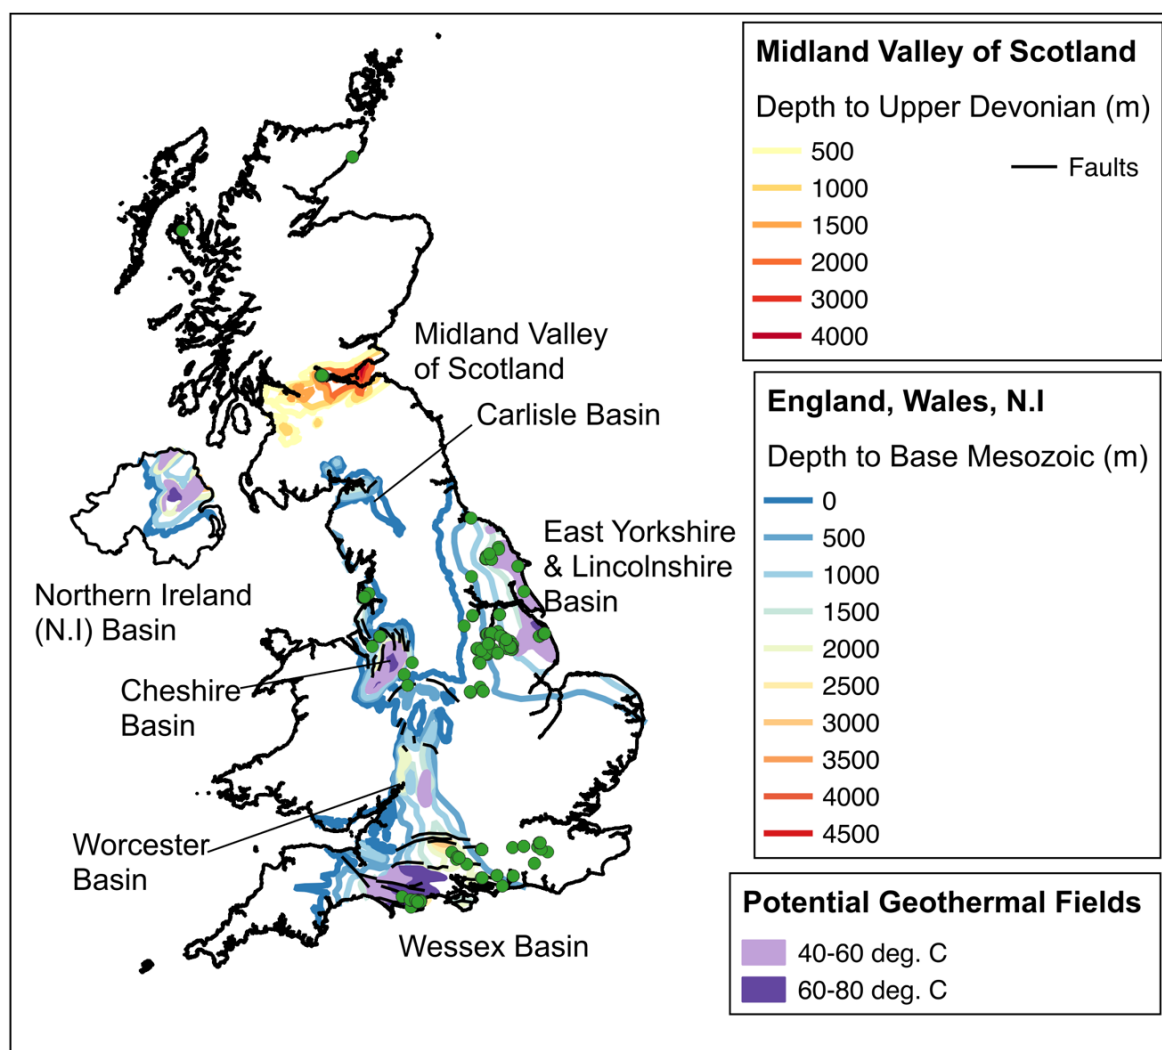 Midland Valley of Scotland
Depth to Upper Devonian (m)
500
Faults
1000
1500
2000
3000
4000
England, Wales, N.I
Depth to Base Mesozoic (m)
0
500
1000
1500
2000
2500
3000
3500
4000
4500
Potential Geothermal Fields
40-60 deg. C
60-80 deg. C
Midland Valley
of Scotland
Carlisle Basin
East Yorkshire
& Lincolnshire
Basin
Northern Ireland
(N.I) Basin
Cheshire
Basin
Worcester
Basin
Wessex Basin